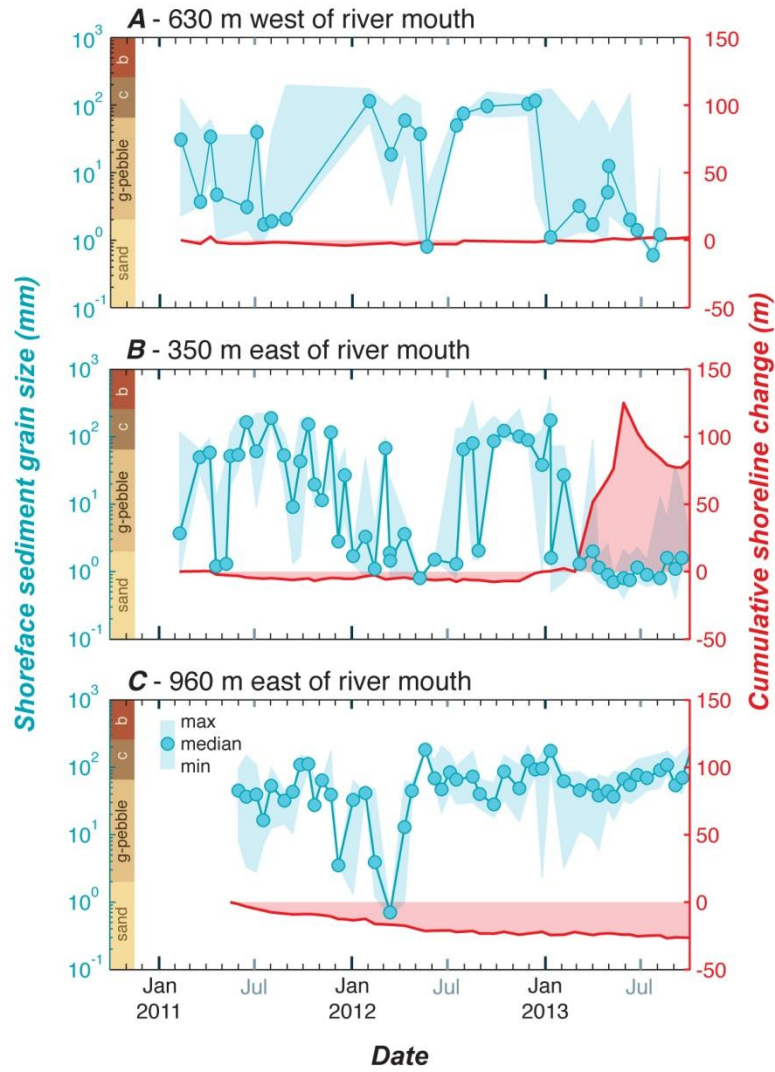 A - 630 m west of river mouth
10³
10²
10¹
10⁰
10⁻¹
b
c
g-pebble
sand
150
100
50
0
-50
B - 350 m east of river mouth
10³
10²
10¹
10⁰
10⁻¹
b
c
g-pebble
sand
150
100
50
0
-50
Shoreface sediment grain size (mm)
Cumulative shoreline change (m)
C - 960 m east of river mouth
10³
10²
10¹
10⁰
10⁻¹
b
c
g-pebble
sand
max
median
min
150
100
50
0
-50
Jan Jul Jan Jul Jan Jul
2011 2012 2013
Date